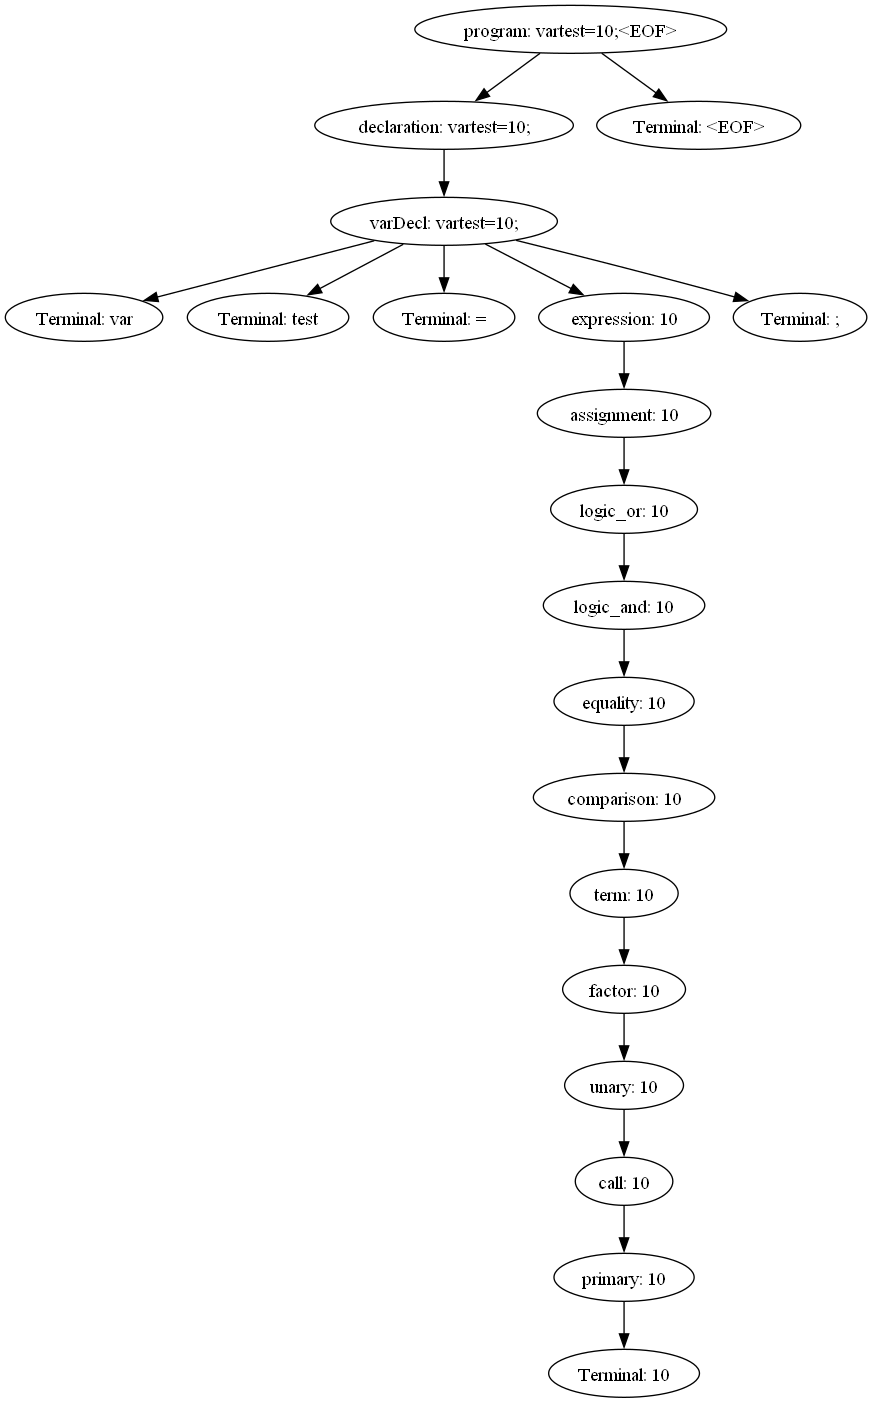 program: vartest=10;<EOF>
declaration: vartest=10;
Terminal: <EOF>
varDecl: vartest=10;
Terminal: var
Terminal: test
Terminal: =
expression: 10
Terminal: ;
assignment: 10
logic_or: 10
logic_and: 10
equality: 10
comparison: 10
term: 10
factor: 10
unary: 10
call: 10
primary: 10
Terminal: 10